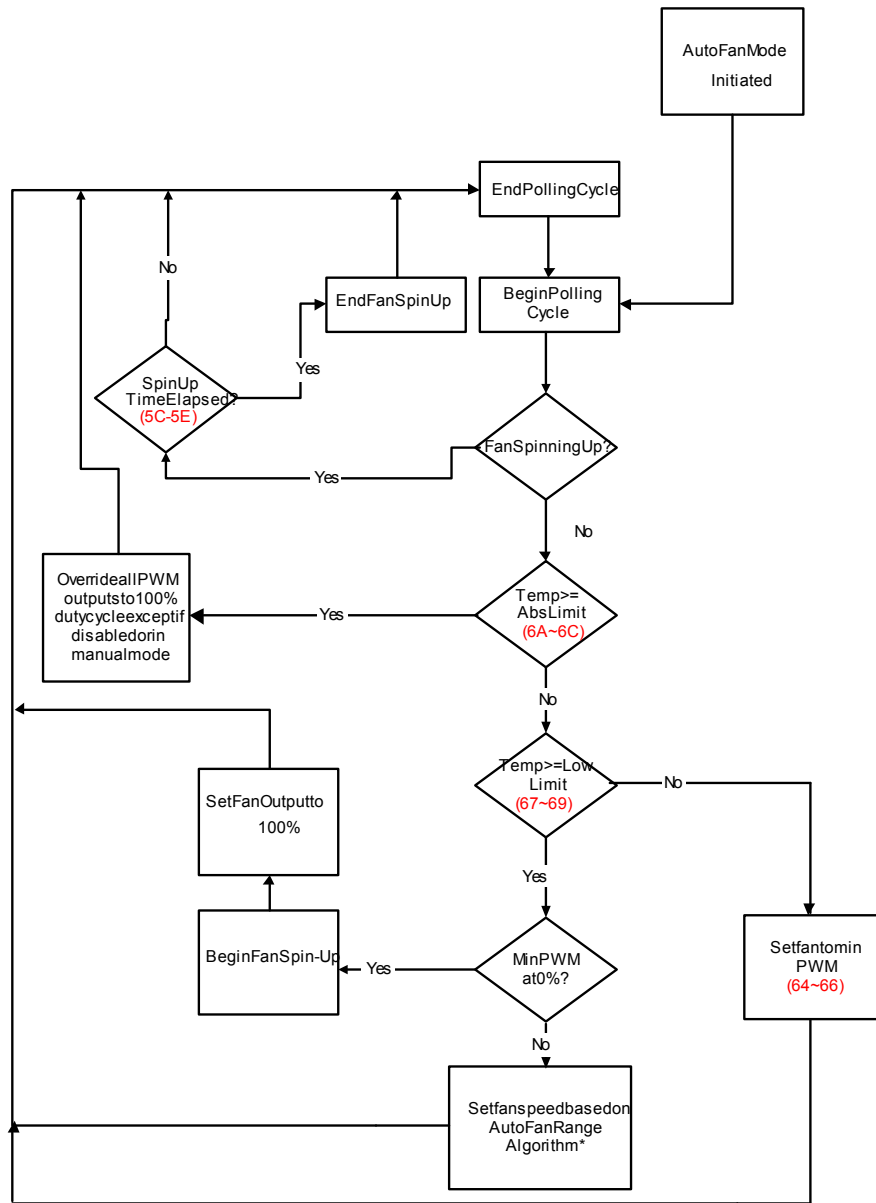 AutoFanMode
Initiated
EndPollingCycle
BeginPolling
Cycle
No
EndFanSpinUp
Yes
SpinUp
TimeElapsed?
(5C-5E)
FanSpinningUp?
Yes
No
OverrideallPWM
outputsto100%
dutycycleexceptif
disabledorin
manualmode
Yes
Temp>=
AbsLimit
(6A~6C)
No
Temp>=Low
Limit
(67~69)
No
SetFanOutputto
100%
Yes
BeginFanSpin-Up
Yes
MinPWM
at0%?
Setfantomin
PWM
(64~66)
No
Setfanspeedbasedon
AutoFanRange
Algorithm*